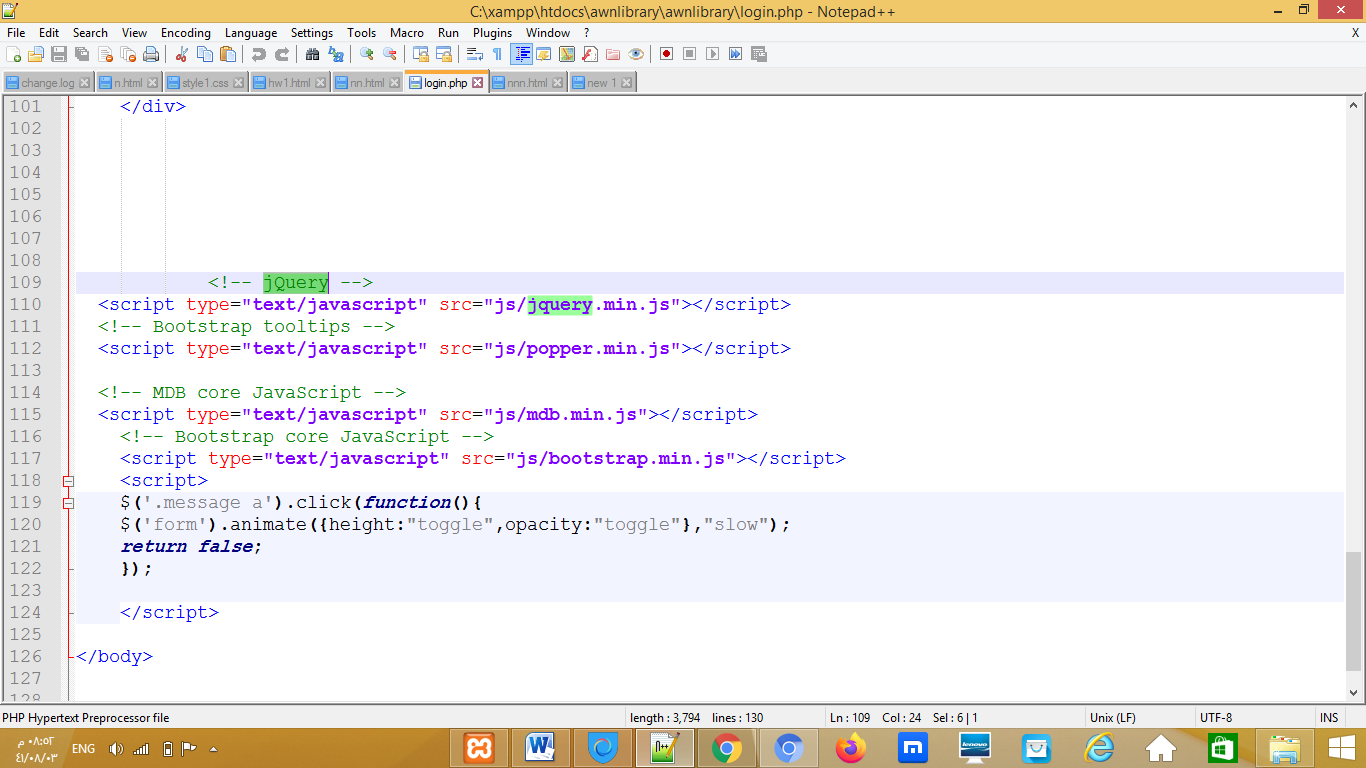 C:\xampp\htdocs\awnlibrary\awnlibrary\login.php - Notepad++
File Edit Search View Encoding Language Settings Tools Macro Run Plugins Window ? X
change.log n.html style1.css hw1.html nn.html login.php nnn.html new 1
101 </div>
102
103
104
105
106
107
108
109 <!-- jQuery -->
110 <script type="text/javascript" src="js/jquery.min.js"></script>
111 <!-- Bootstrap tooltips -->
112 <script type="text/javascript" src="js/popper.min.js"></script>
113
114 <!-- MDB core JavaScript -->
115 <script type="text/javascript" src="js/mdb.min.js"></script>
116 <!-- Bootstrap core JavaScript -->
117 <script type="text/javascript" src="js/bootstrap.min.js"></script>
118 <script>
119 $('.message a').click(function(){
120 $('form').animate({height:"toggle",opacity:"toggle"},"slow");
121 return false;
122 });
123
124 </script>
125
126 </body>
127
128
PHP Hypertext Preprocessor file length : 3,794 lines : 130 Ln : 109 Col : 24 Sel : 6 | 1 Unix (LF) UTF-8 INS
٠٨:٥٢ م
ENG
٤١/٠٨/٠٣
lenovo